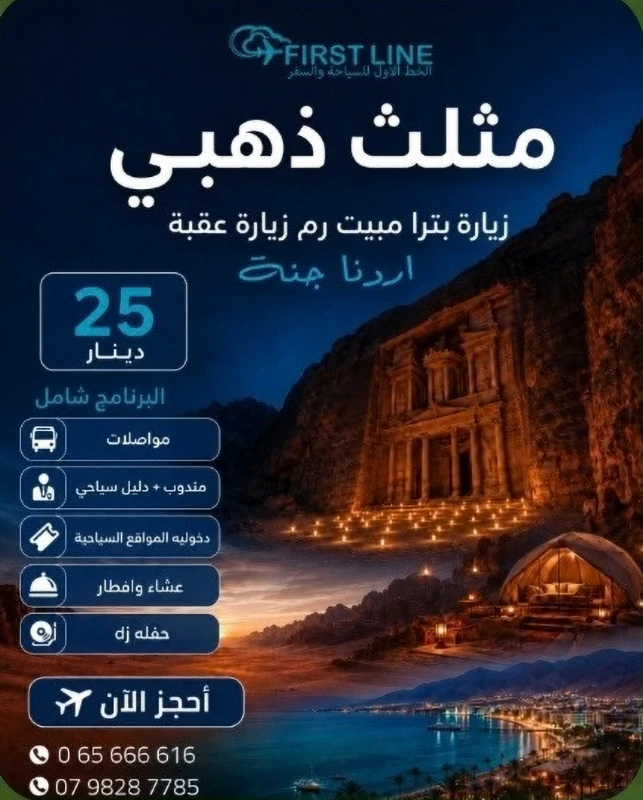 FIRST LINE
الخط الأول للسياحة والسفر
مثلث ذهبي
زيارة بترا مبيت رم زيارة عقبة
اردنا جنة
25
دينار
البرنامج شامل
مواصلات
مندوب + دليل سياحي
دخوليه المواقع السياحية
عشاء وافطار
حفله dj
أحجز الآن
0 65 666 616
07 9828 7785